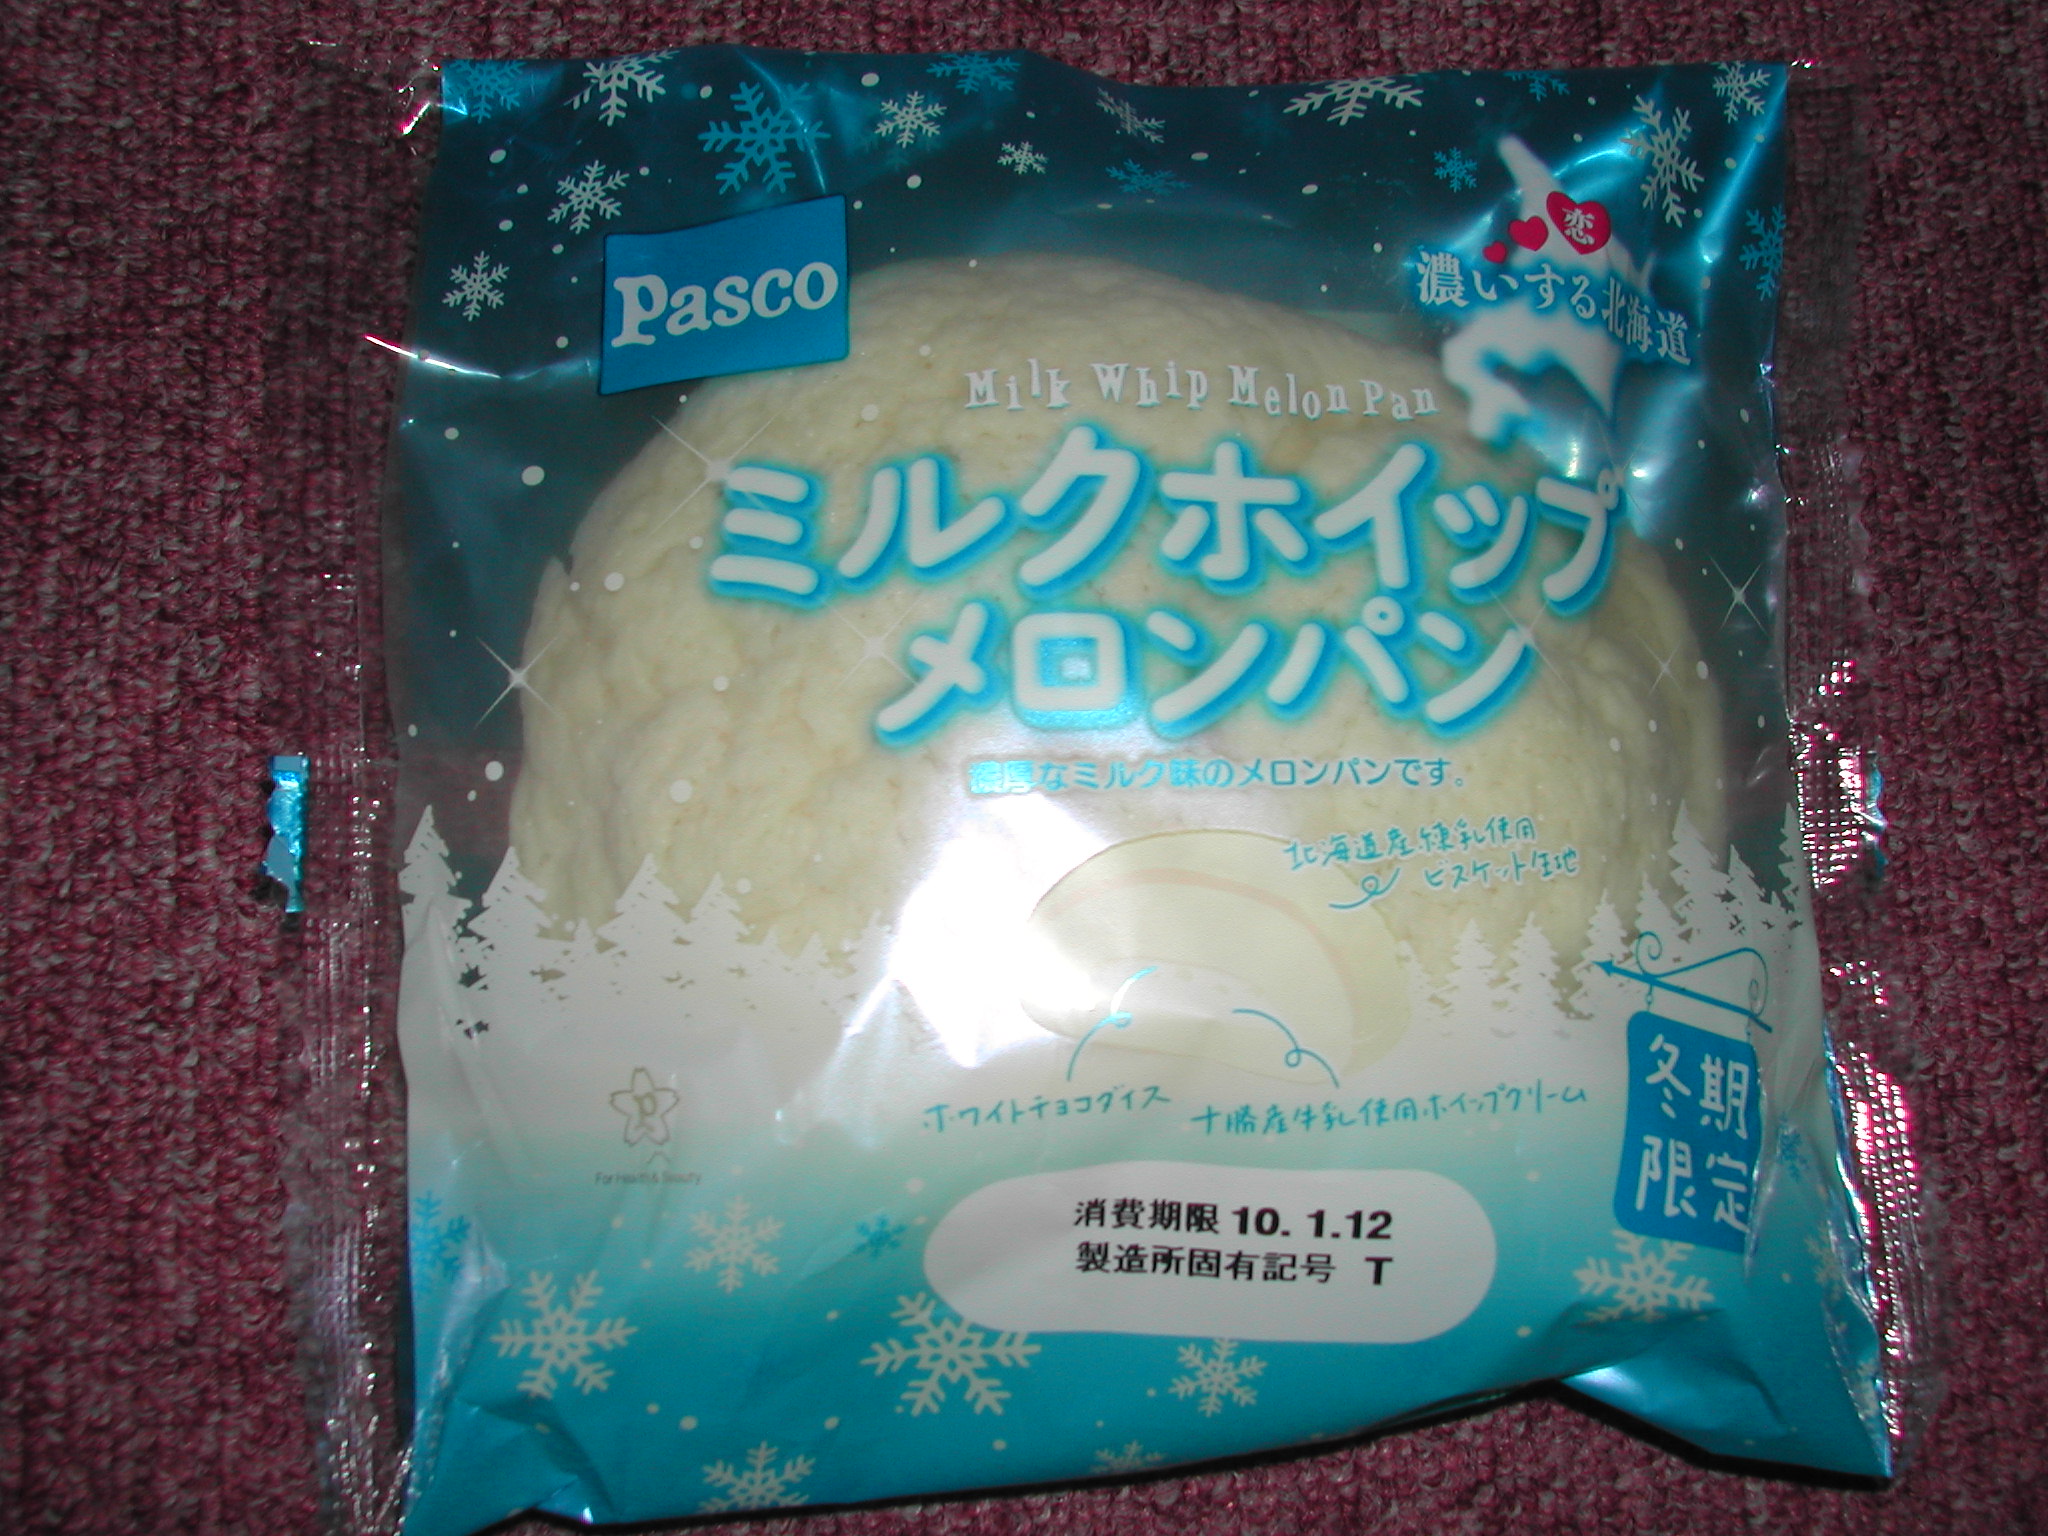 Pasco
恋
濃いする北海道
Milk Whip Melon Pan
ミルクホイップ
メロンパン
濃厚なミルク味のメロンパンです。
北海道産練乳使用
ビスケット生地
ホワイトチョコダイス
十勝産牛乳使用ホイップクリーム
冬期
限定
For Health & Beauty
消費期限 10. 1.12
製造所固有記号 T